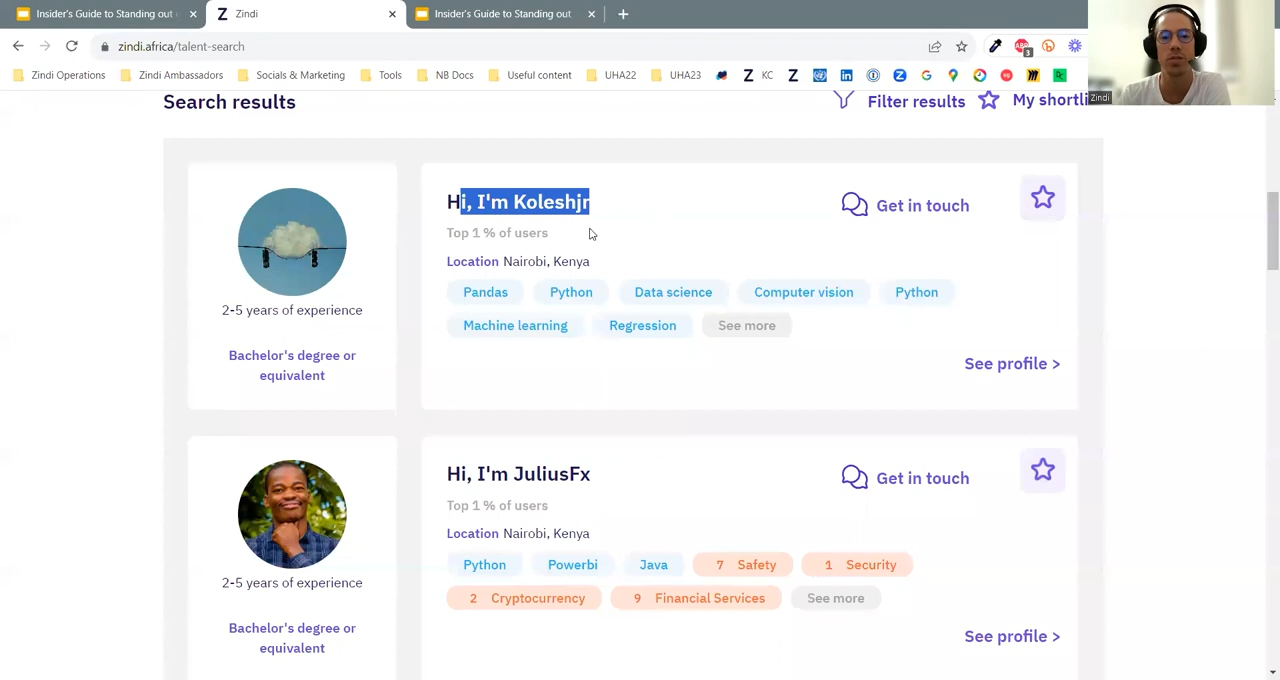 Insider's Guide to Standing out
Zindi
Insider's Guide to Standing out
zindi.africa/talent-search
Zindi Operations
Zindi Ambassadors
Socials & Marketing
Tools
NB Docs
Useful content
UHA22
UHA23
KC
Search results
Filter results
My shortli
Zindi
Hi, I'm Koleshjr
Get in touch
Top 1 % of users
Location Nairobi, Kenya
Pandas Python Data science Computer vision Python
Machine learning Regression See more
2-5 years of experience
Bachelor's degree or
equivalent
See profile >
Hi, I'm JuliusFx
Get in touch
Top 1 % of users
Location Nairobi, Kenya
Python Powerbi Java 7 Safety 1 Security
2 Cryptocurrency 9 Financial Services See more
2-5 years of experience
Bachelor's degree or
equivalent
See profile >